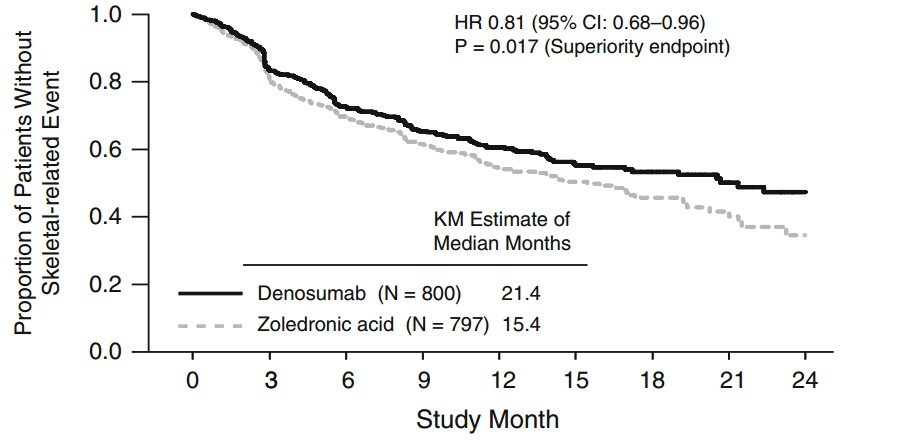 HR 0.81 (95% CI: 0.68–0.96)
P = 0.017 (Superiority endpoint)
Proportion of Patients Without
Skeletal-related Event
1.0
0.8
0.6
0.4
0.2
0.0
KM Estimate of
Median Months
Denosumab (N = 800) 21.4
Zoledronic acid (N = 797) 15.4
0 3 6 9 12 15 18 21 24
Study Month